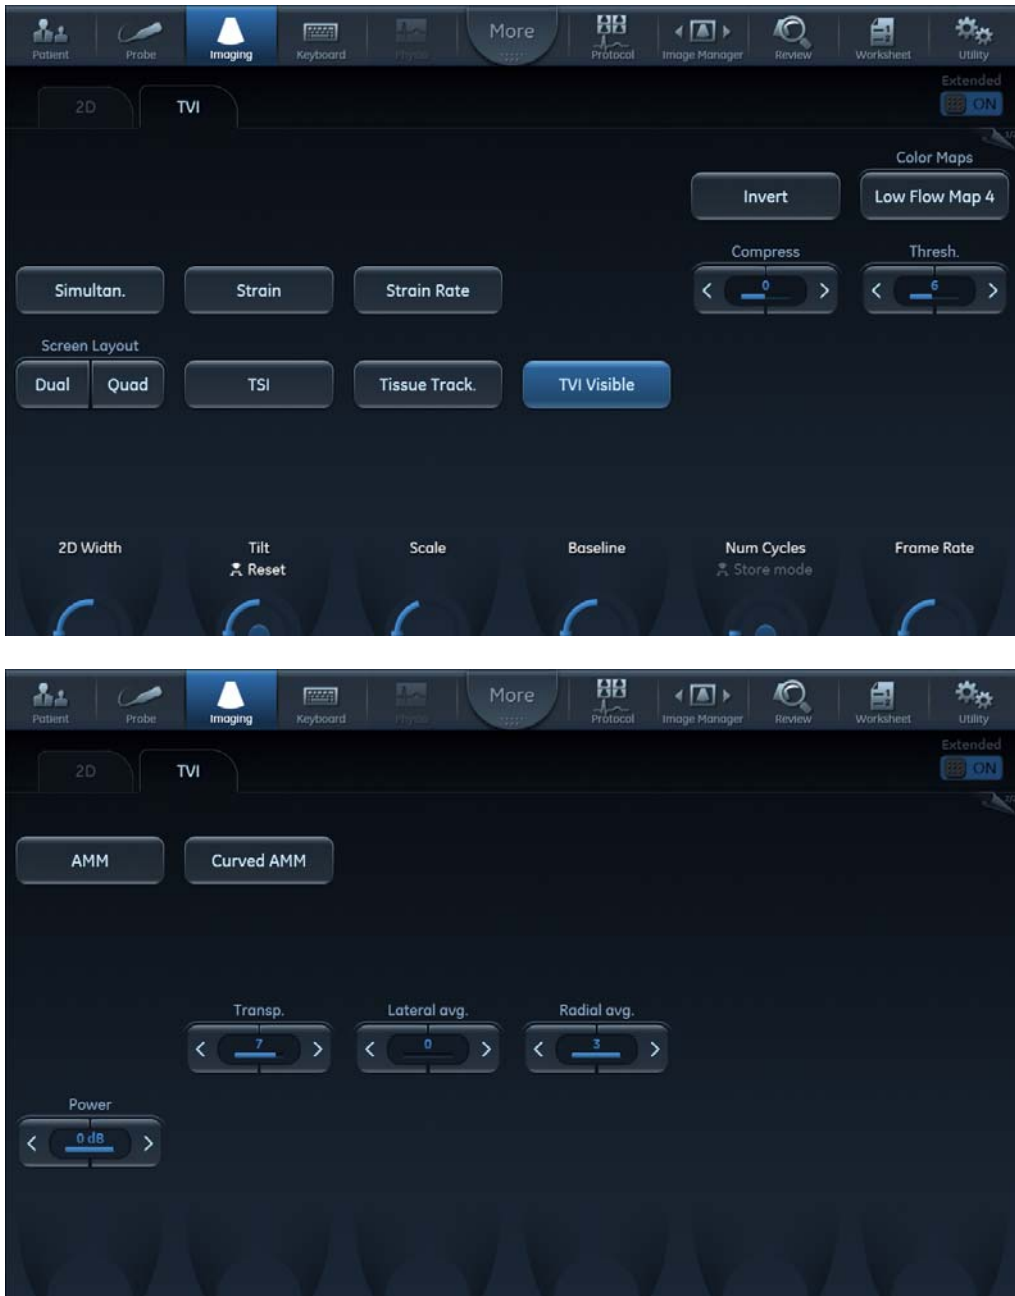 Patient Probe Imaging Keyboard Physio More Protocol Image Manager Review Worksheet Utility
Extended
2D TVI ON
Color Maps
Invert Low Flow Map 4
Compress Thresh.
Simultan. Strain Strain Rate < 0 > < 6 >
Screen Layout
Dual Quad TSI Tissue Track. TVI Visible
2D Width Tilt Scale Baseline Num Cycles Frame Rate
Reset Store mode
Patient Probe Imaging Keyboard Physio More Protocol Image Manager Review Worksheet Utility
Extended
2D TVI ON
AMM Curved AMM
Transp. Lateral avg. Radial avg.
< 7 > < 0 > < 3 >
Power
< 0 dB >